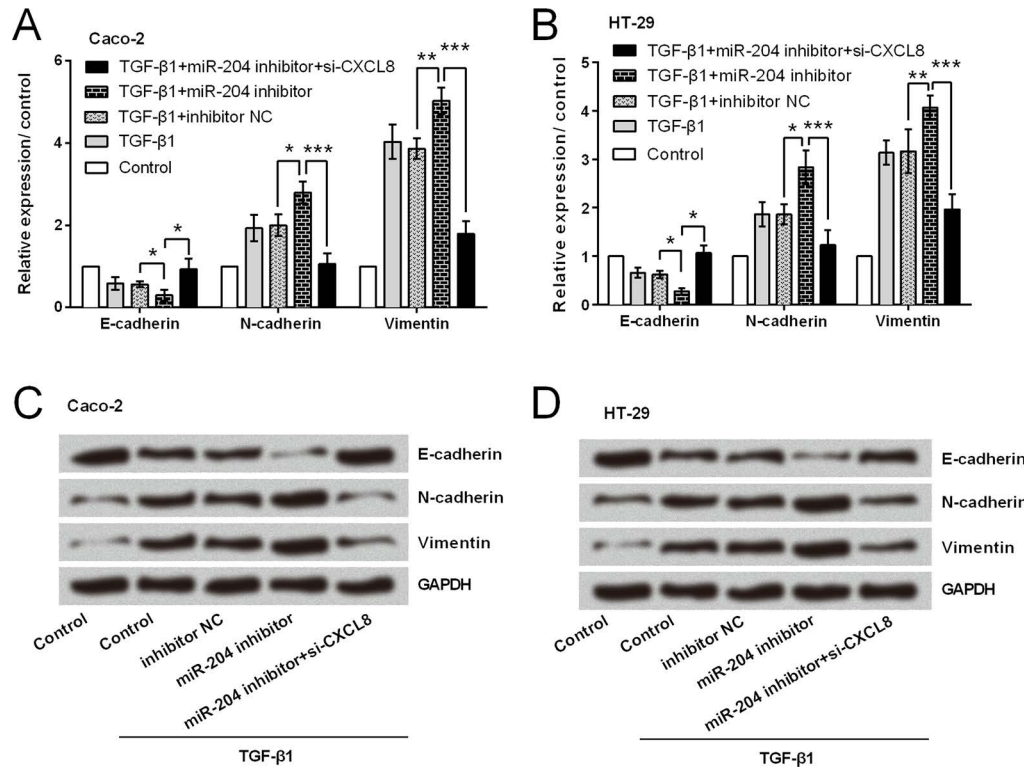 A
Caco-2
TGF-β1+miR-204 inhibitor+si-CXCL8
TGF-β1+miR-204 inhibitor
TGF-β1+inhibitor NC
TGF-β1
Control
Relative expression/ control
6
4
2
0
* * * *** ** ***
E-cadherin N-cadherin Vimentin
B
HT-29
TGF-β1+miR-204 inhibitor+si-CXCL8
TGF-β1+miR-204 inhibitor
TGF-β1+inhibitor NC
TGF-β1
Control
Relative expression/ control
5
4
3
2
1
0
* * * *** ** ***
E-cadherin N-cadherin Vimentin
C
Caco-2
E-cadherin
N-cadherin
Vimentin
GAPDH
Control
Control
inhibitor NC
miR-204 inhibitor
miR-204 inhibitor+si-CXCL8
TGF-β1
D
HT-29
E-cadherin
N-cadherin
Vimentin
GAPDH
Control
Control
inhibitor NC
miR-204 inhibitor
miR-204 inhibitor+si-CXCL8
TGF-β1